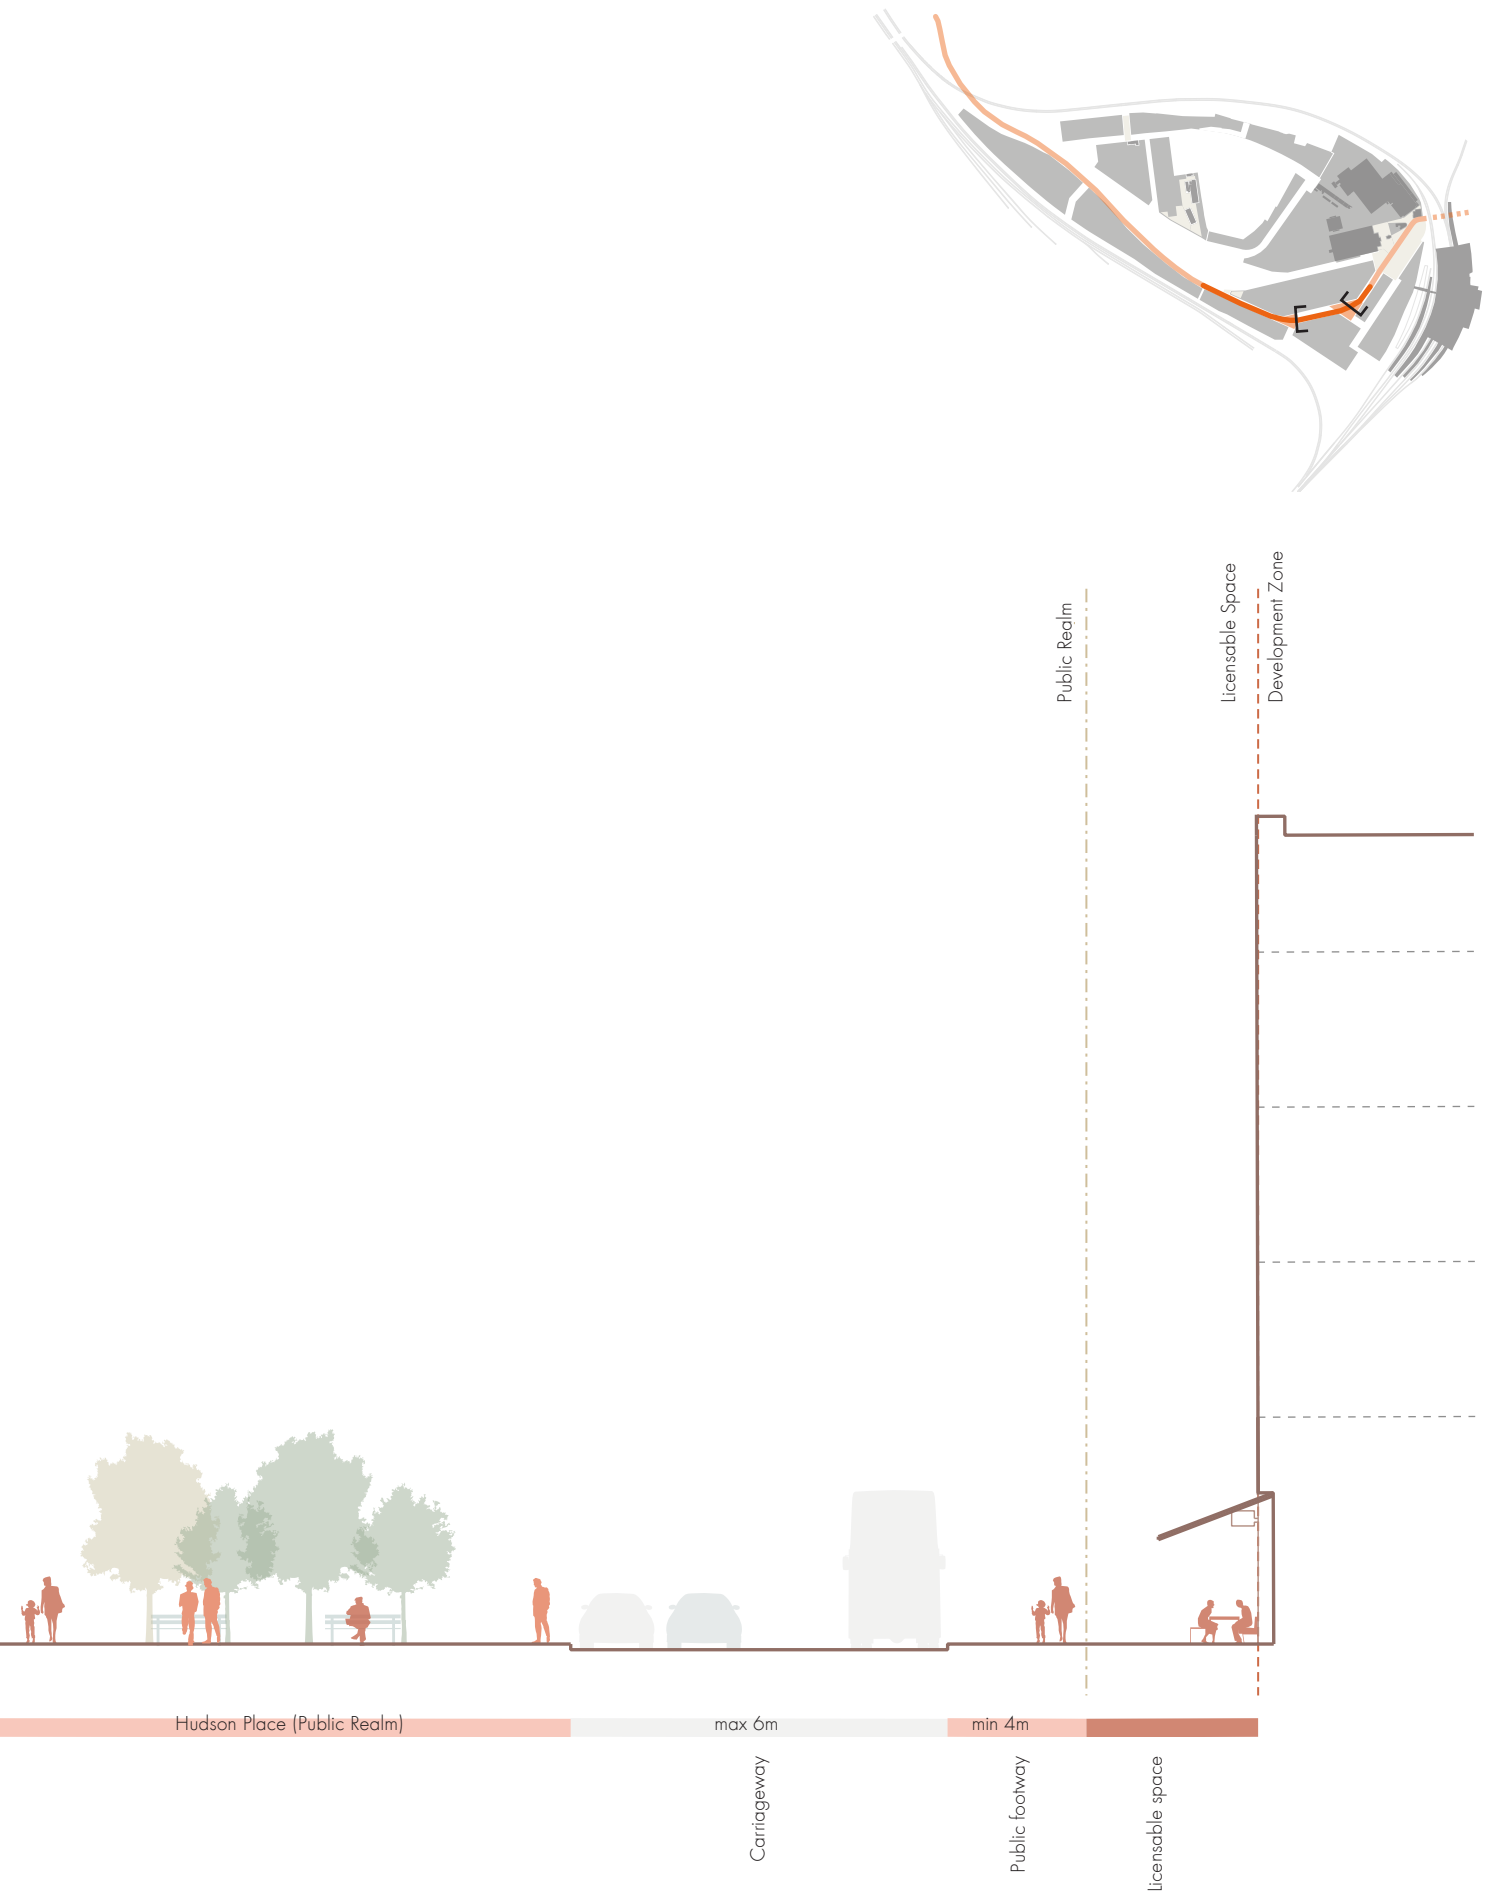 Public Realm
Licensable Space
Development Zone
Hudson Place (Public Realm)
max 6m
min 4m
Carriageway
Public footway
Licensable space